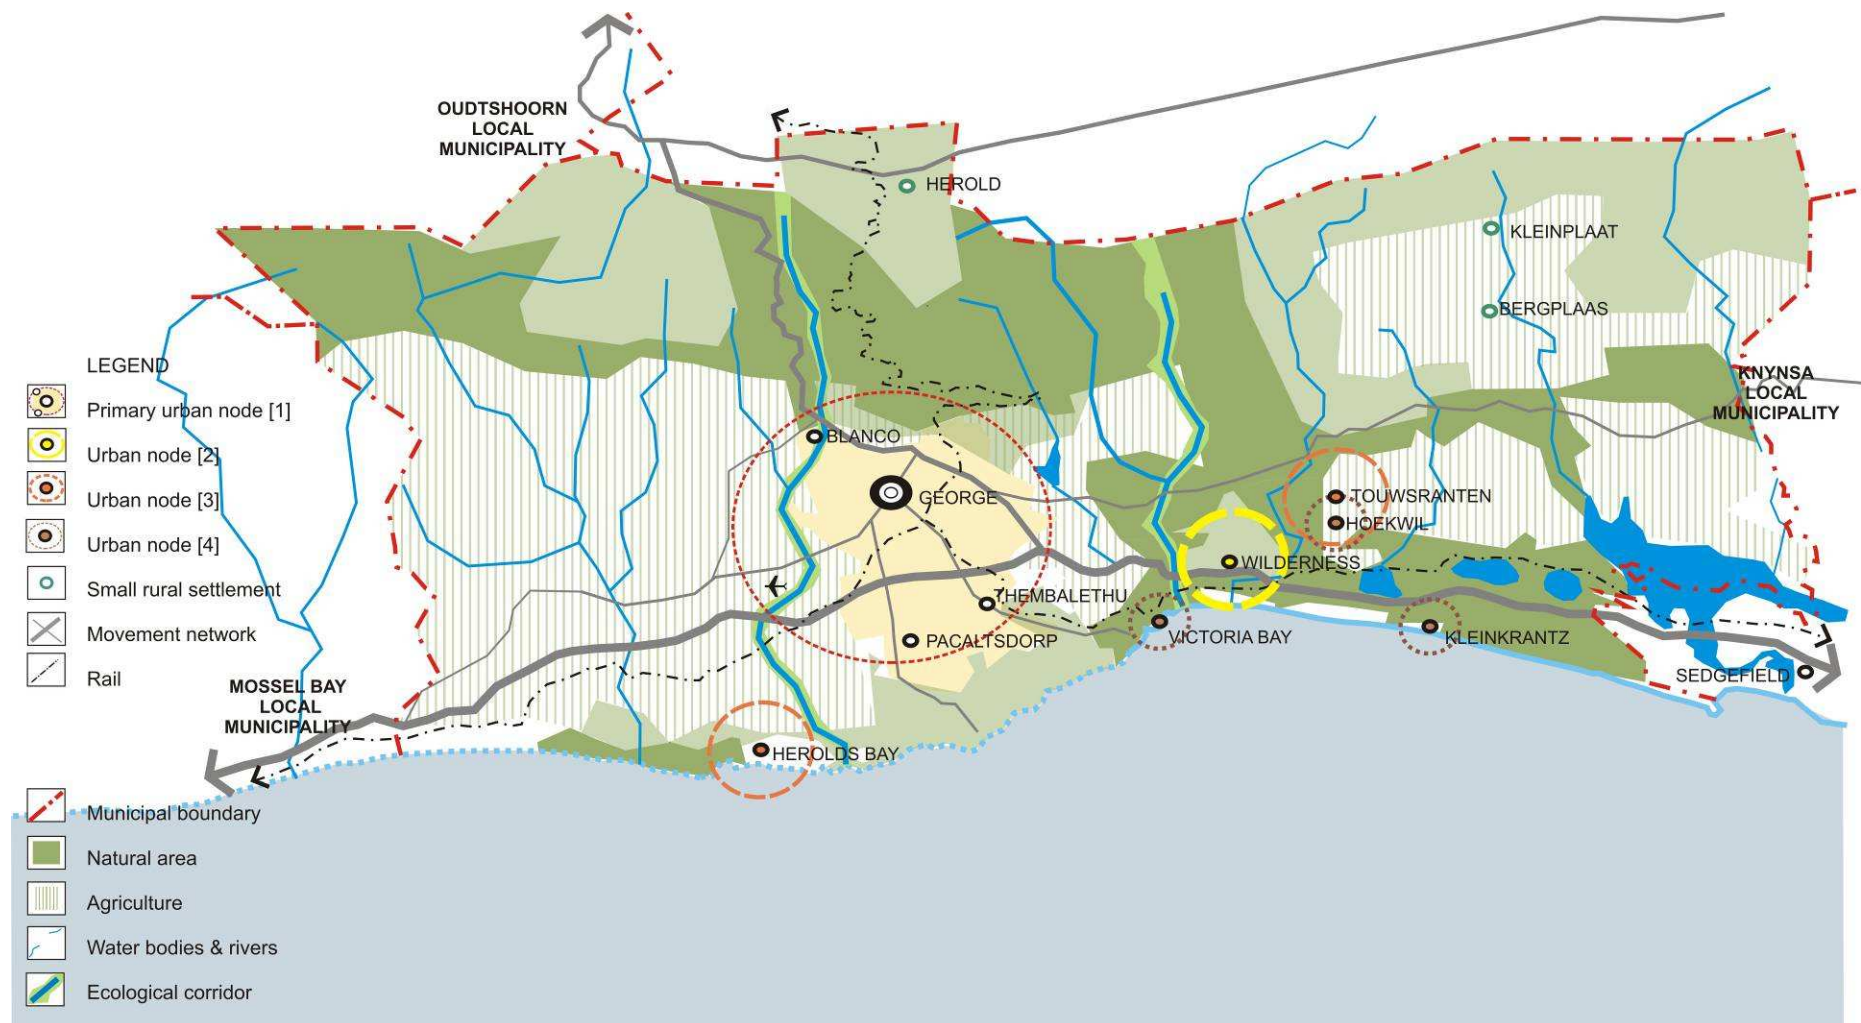 OUDTSHOORN
LOCAL
MUNICIPALITY
HEROLD
KLEINPLAAT
BERGPLAAS
KNYNSA
LOCAL
MUNICIPALITY
BLANCO
GEORGE
TOUWSRANTEN
HOEKWIL
WILDERNESS
THEMBALETHU
PACALTSDORP
VICTORIA BAY
KLEINKRANTZ
SEDGEFIELD
MOSSEL BAY
LOCAL
MUNICIPALITY
HEROLDS BAY
LEGEND
Primary urban node [1]
Urban node [2]
Urban node [3]
Urban node [4]
Small rural settlement
Movement network
Rail
Municipal boundary
Natural area
Agriculture
Water bodies & rivers
Ecological corridor